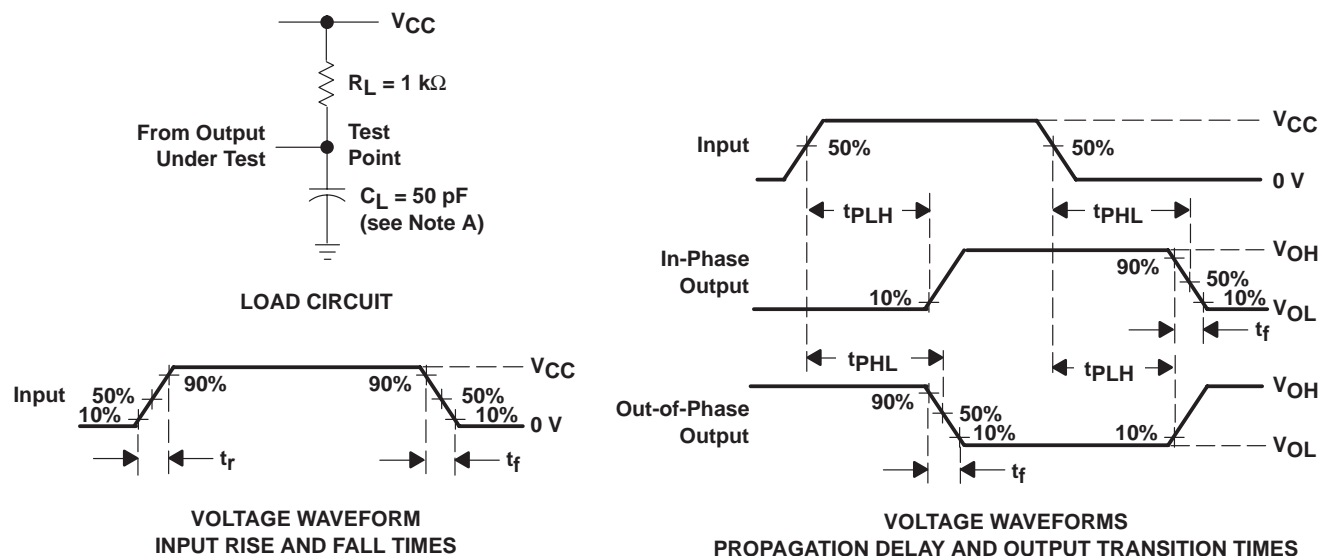 VCC
RL = 1 kΩ
From Output
Under Test
Test
Point
CL = 50 pF
(see Note A)
LOAD CIRCUIT
Input
50%
10%
90%
90%
VCC
50%
10%
0 V
tr
tf
VOLTAGE WAVEFORM
INPUT RISE AND FALL TIMES
Input
50%
50%
VCC
0 V
tPLH
tPHL
In-Phase
Output
10%
90%
VOH
50%
10%
VOL
tf
tPHL
tPLH
Out-of-Phase
Output
90%
50%
10%
10%
VOH
VOL
tf
VOLTAGE WAVEFORMS
PROPAGATION DELAY AND OUTPUT TRANSITION TIMES